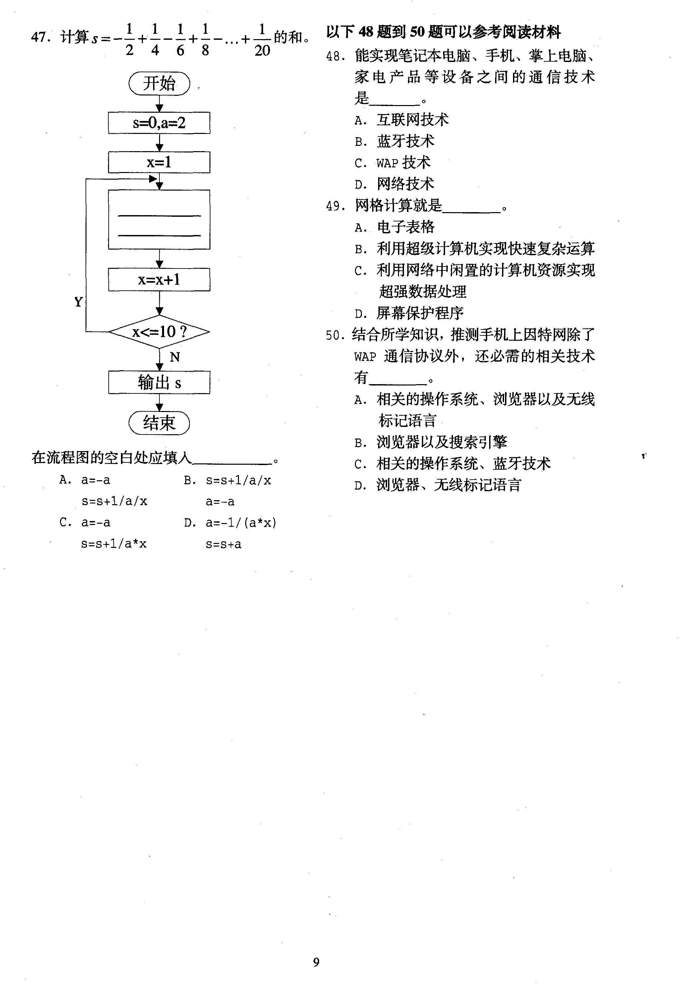 47. 计算 s = -1/2 + 1/4 - 1/6 + 1/8 - … + 1/20 的和。
开始
s=0,a=2
x=1
x=x+1
Y
x<=10 ?
N
输出 s
结束
在流程图的空白处应填入________。
A. a=-a
s=s+1/a/x
B. s=s+1/a/x
a=-a
C. a=-a
s=s+1/a*x
D. a=-1/(a*x)
s=s+a
以下 48 题到 50 题可以参考阅读材料
48. 能实现笔记本电脑、手机、掌上电脑、
家电产品等设备之间的通信技术
是________。
A. 互联网技术
B. 蓝牙技术
C. WAP 技术
D. 网络技术
49. 网格计算就是________。
A. 电子表格
B. 利用超级计算机实现快速复杂运算
C. 利用网络中闲置的计算机资源实现
超强数据处理
D. 屏幕保护程序
50. 结合所学知识，推测手机上因特网除了
WAP 通信协议外，还必需的相关技术
有________。
A. 相关的操作系统、浏览器以及无线
标记语言
B. 浏览器以及搜索引擎
C. 相关的操作系统、蓝牙技术
D. 浏览器、无线标记语言
9